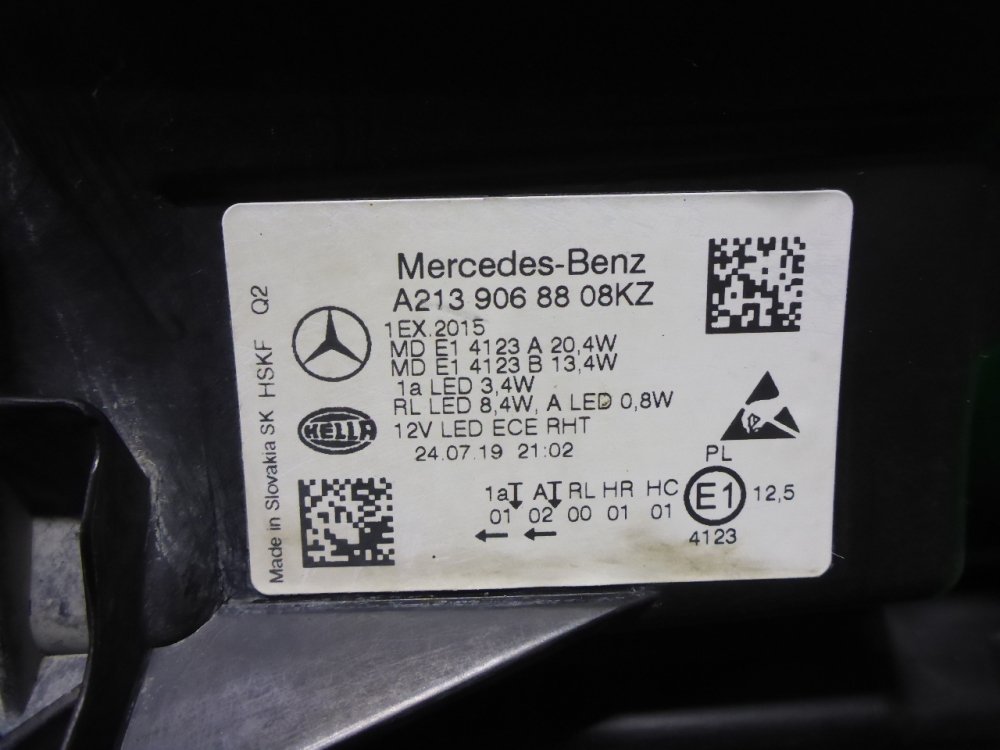 Mercedes-Benz
A213 906 88 08KZ
1EX.2015
MD E1 4123 A 20,4W
MD E1 4123 B 13,4W
1a LED 3,4W
RL LED 8,4W, A LED 0,8W
12V LED ECE RHT
24.07.19 21:02
HELLA
Made in Slovakia SK HSKF Q2
1a A RL HR HC
01 02 00 01 01
PL
E1 12,5
4123